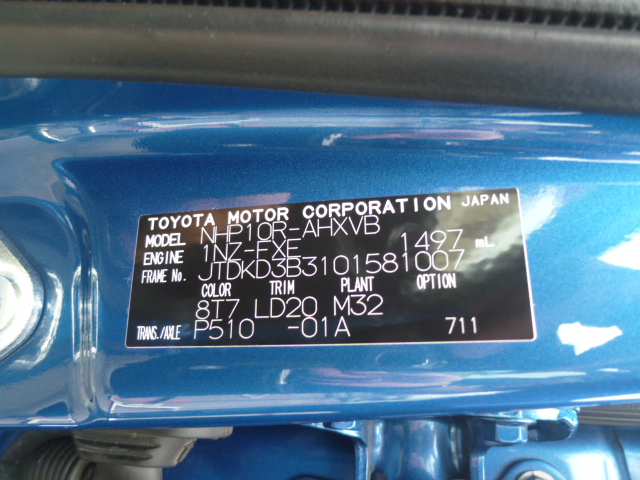 TOYOTA MOTOR CORPORATION JAPAN
MODEL NHP10R-AHXVB
ENGINE 1NZ-FXE 1497 mL
FRAME No. JTDKD3B3101581007
COLOR TRIM PLANT OPTION
8T7 LD20 M32
TRANS./AXLE P510 -01A 711